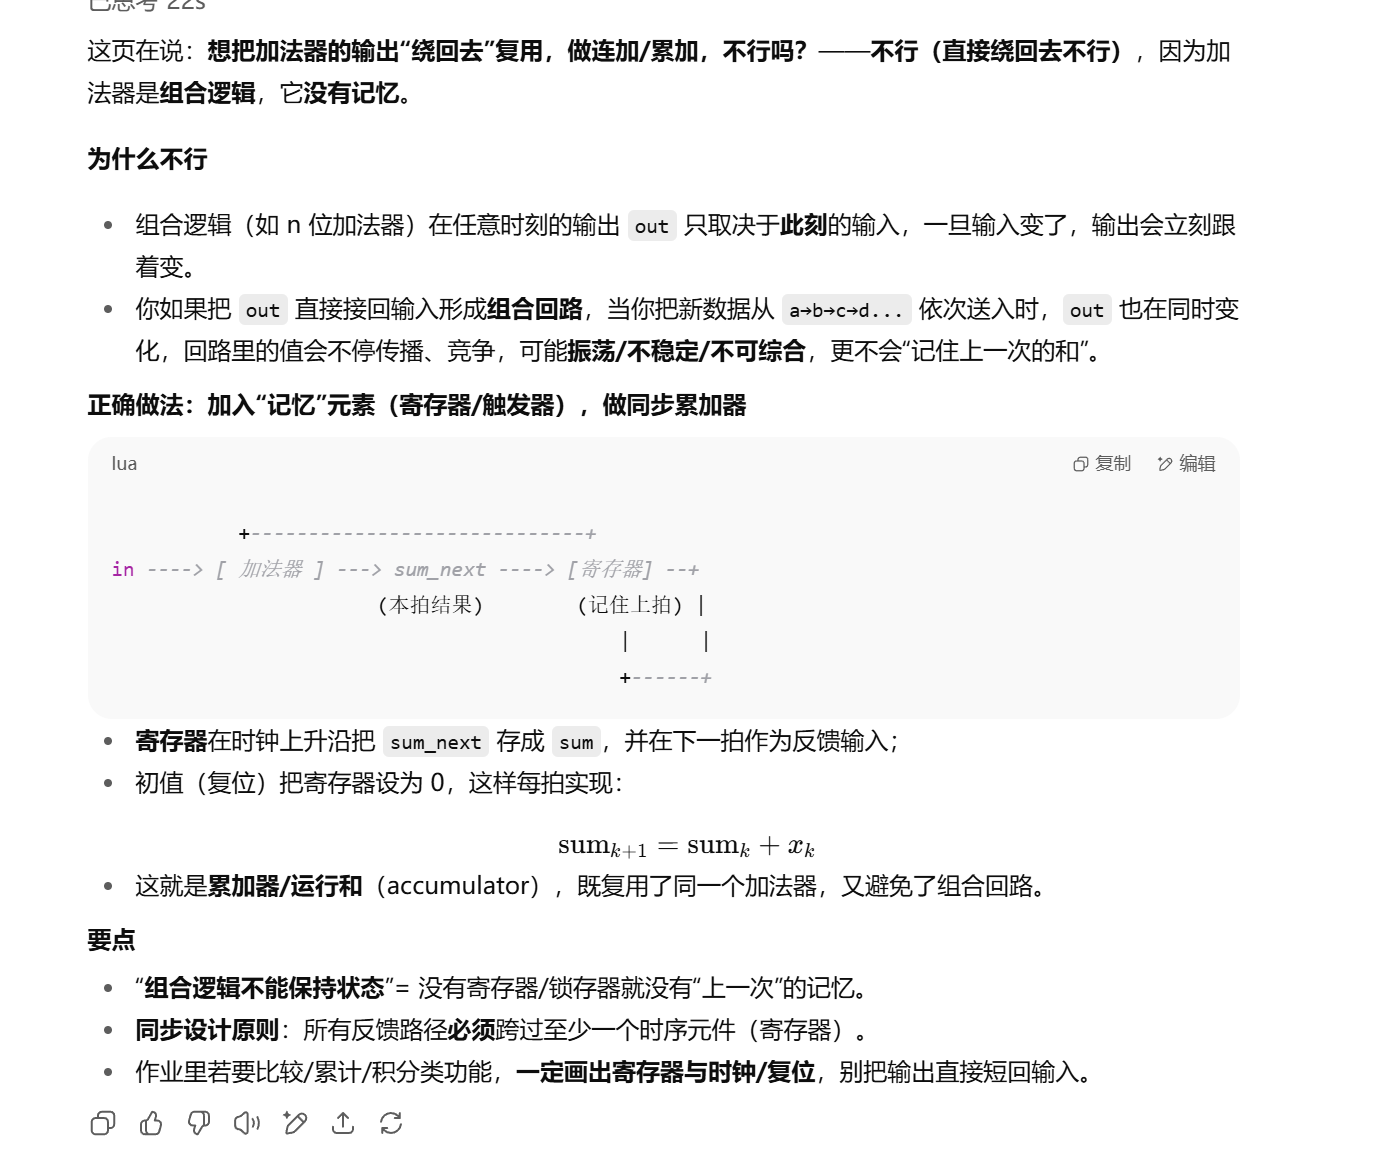 已思考 22s
这页在说：想把加法器的输出“绕回去”复用，做连加/累加，不行吗？——不行（直接绕回去不行），因为加
法器是组合逻辑，它没有记忆。
为什么不行
• 组合逻辑（如 n 位加法器）在任意时刻的输出 out 只取决于此刻的输入，一旦输入变了，输出会立刻跟
着变。
• 你如果把 out 直接接回输入形成组合回路，当你把新数据从 a→b→c→d... 依次送入时，out 也在同时变
化，回路里的值会不停传播、竞争，可能振荡/不稳定/不可综合，更不会“记住上一次的和”。
正确做法：加入“记忆”元素（寄存器/触发器），做同步累加器
lua 复制 编辑
+-----------------------------+
in ----> [ 加法器 ] ---> sum_next ----> [寄存器] --+
(本拍结果) (记住上拍) |
| |
+------+
• 寄存器在时钟上升沿把 sum_next 存成 sum，并在下一拍作为反馈输入；
• 初值（复位）把寄存器设为 0，这样每拍实现：
sumₖ₊₁ = sumₖ + xₖ
• 这就是累加器/运行和（accumulator），既复用了同一个加法器，又避免了组合回路。
要点
• “组合逻辑不能保持状态”= 没有寄存器/锁存器就没有“上一次”的记忆。
• 同步设计原则：所有反馈路径必须跨过至少一个时序元件（寄存器）。
• 作业里若要比较/累计/积分类功能，一定画出寄存器与时钟/复位，别把输出直接短回输入。